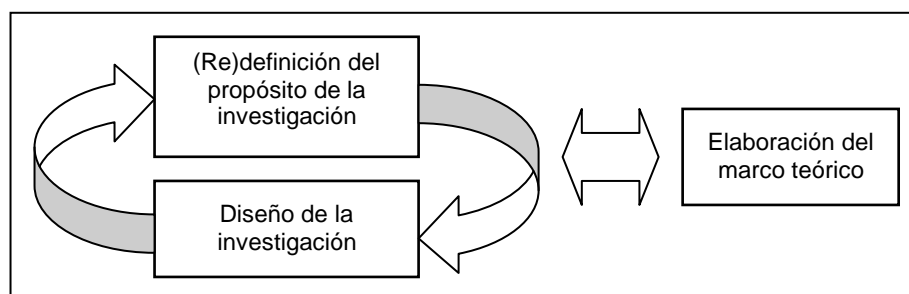 (Re)definición del
propósito de la
investigación
Diseño de la
investigación
Elaboración del
marco teórico